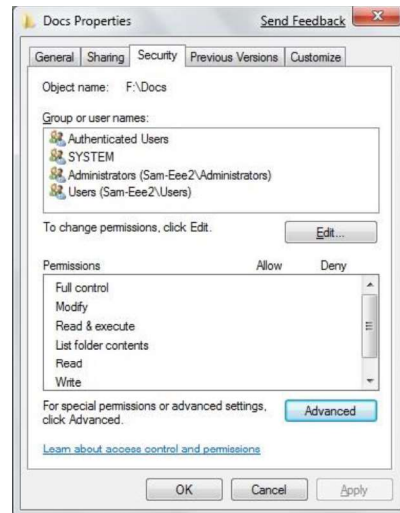 Docs Properties Send Feedback
General Sharing Security Previous Versions Customize
Object name: F:\Docs
Group or user names:
Authenticated Users
SYSTEM
Administrators (Sam-Eee2\Administrators)
Users (Sam-Eee2\Users)
To change permissions, click Edit. Edit...
Permissions Allow Deny
Full control
Modify
Read & execute
List folder contents
Read
Write
For special permissions or advanced settings, Advanced
click Advanced.
Learn about access control and permissions
OK Cancel Apply